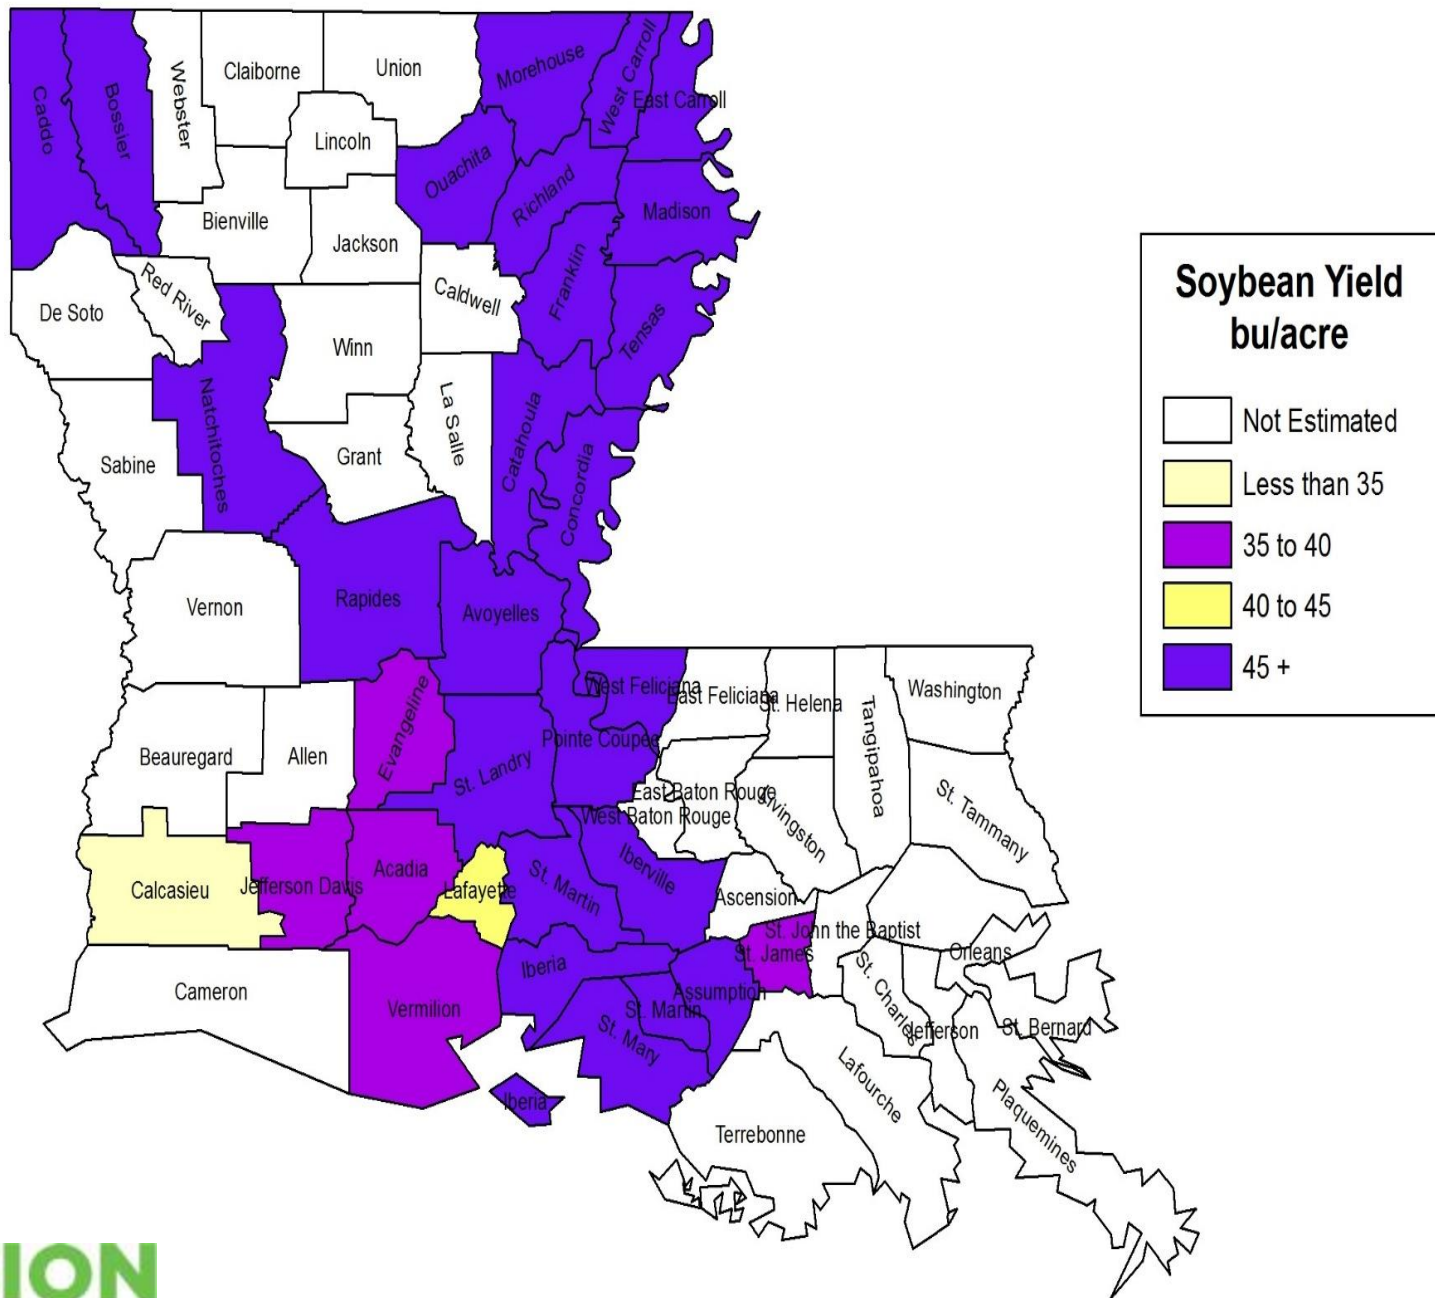 Caddo
Bossier
Webster
Claiborne
Union
Lincoln
Morehouse
West Carroll
East Carroll
Ouachita
Richland
Madison
Bienville
Jackson
Franklin
Tensas
De Soto
Red River
Caldwell
Winn
La Salle
Natchitoches
Sabine
Grant
Catahoula
Concordia
Vernon
Rapides
Avoyelles
Beauregard
Allen
Evangeline
St. Landry
West Feliciana
East Feliciana
St. Helena
Tangipahoa
Washington
Pointe Coupee
East Baton Rouge
West Baton Rouge
Livingston
St. Tammany
Calcasieu
Jefferson Davis
Acadia
Lafayette
St. Martin
Iberville
Ascension
St. John the Baptist
St. James
Orleans
Cameron
Vermilion
Iberia
St. Martin
Assumption
St. Mary
St. Charles
Jefferson
St. Bernard
Iberia
Terrebonne
Lafourche
Plaquemines
Soybean Yield
bu/acre
Not Estimated
Less than 35
35 to 40
40 to 45
45 +
ION